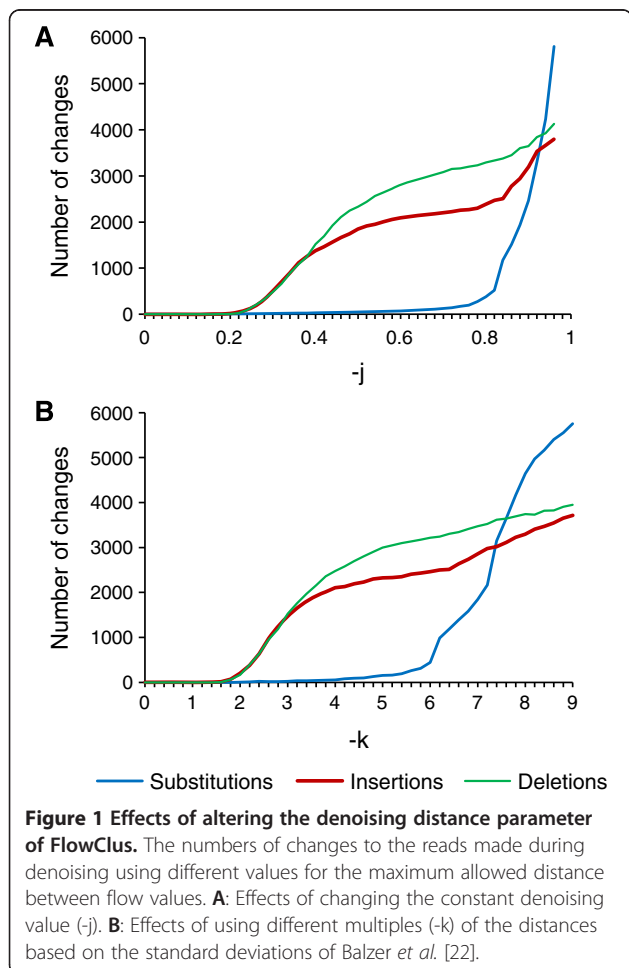 A
Number of changes
6000
5000
4000
3000
2000
1000
0
0 0.2 0.4 0.6 0.8 1
-j
B
Number of changes
6000
5000
4000
3000
2000
1000
0
0 1 2 3 4 5 6 7 8 9
-k
Substitutions Insertions Deletions
Figure 1 Effects of altering the denoising distance parameter
of FlowClus. The numbers of changes to the reads made during
denoising using different values for the maximum allowed distance
between flow values. A: Effects of changing the constant denoising
value (-j). B: Effects of using different multiples (-k) of the distances
based on the standard deviations of Balzer et al. [22].